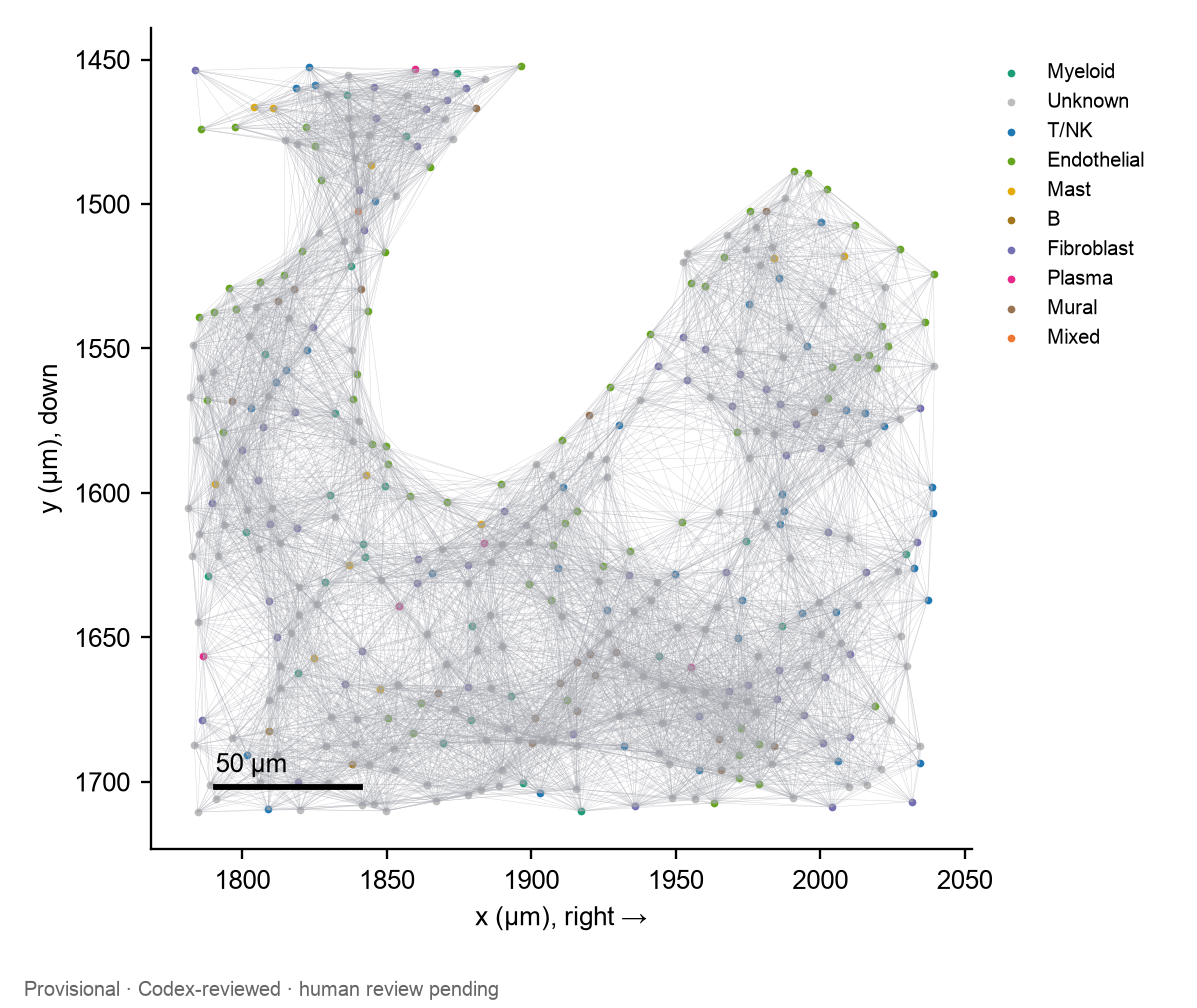 1450
1500
1550
1600
1650
1700
y (µm), down
50 µm
1800
1850
1900
1950
2000
2050
x (µm), right →
Myeloid
Unknown
T/NK
Endothelial
Mast
B
Fibroblast
Plasma
Mural
Mixed
Provisional · Codex-reviewed · human review pending